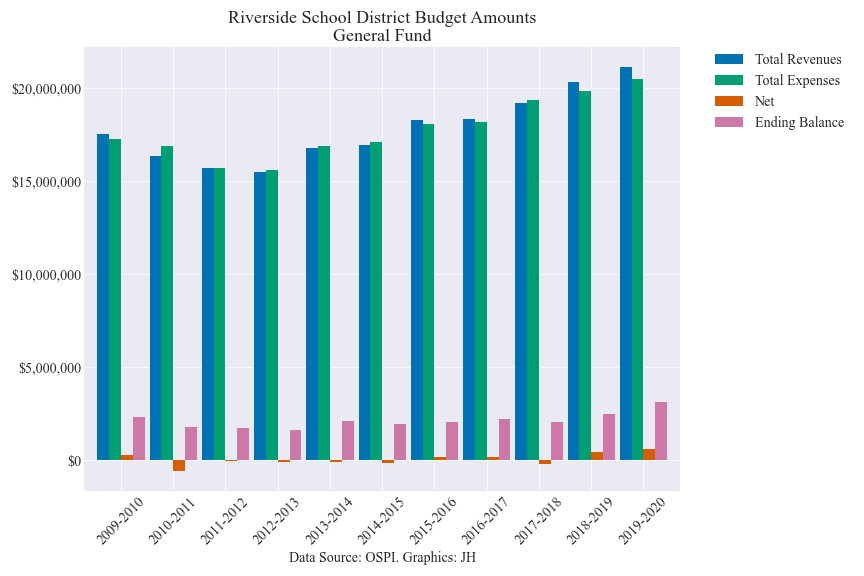 Riverside School District Budget Amounts
General Fund
Total Revenues
Total Expenses
Net
Ending Balance
$20,000,000
$15,000,000
$10,000,000
$5,000,000
$0
2009-2010
2010-2011
2011-2012
2012-2013
2013-2014
2014-2015
2015-2016
2016-2017
2017-2018
2018-2019
2019-2020
Data Source: OSPI. Graphics: JH